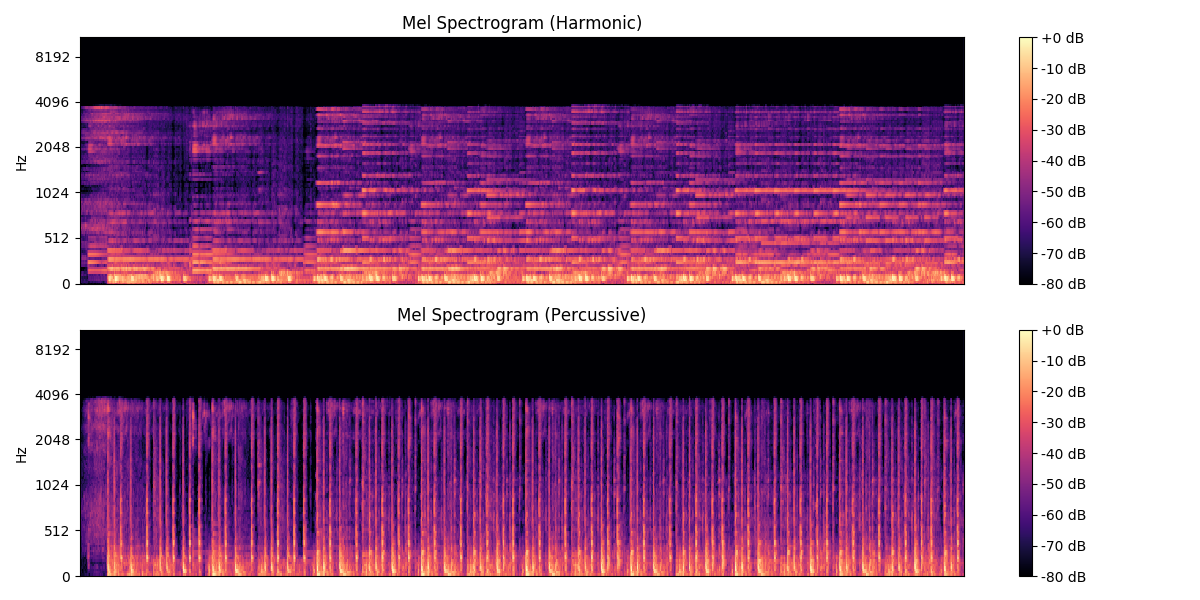 Mel Spectrogram (Harmonic)
8192
4096
2048
1024
512
0
Hz
+0 dB
-10 dB
-20 dB
-30 dB
-40 dB
-50 dB
-60 dB
-70 dB
-80 dB
Mel Spectrogram (Percussive)
8192
4096
2048
1024
512
0
Hz
+0 dB
-10 dB
-20 dB
-30 dB
-40 dB
-50 dB
-60 dB
-70 dB
-80 dB